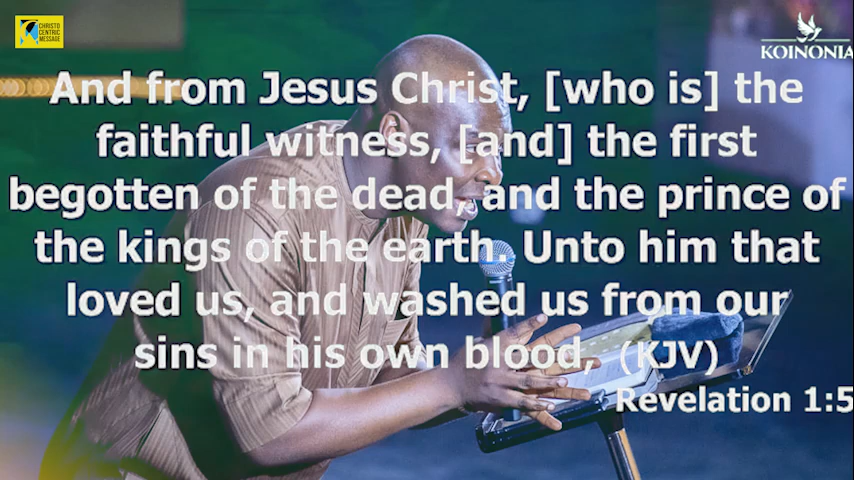 CHRISTO
CENTRIC
MESSAGE
KOINONIA
And from Jesus Christ, [who is] the
faithful witness, [and] the first
begotten of the dead, and the prince of
the kings of the earth. Unto him that
loved us, and washed us from our
sins in his own blood, (KJV)
Revelation 1:5